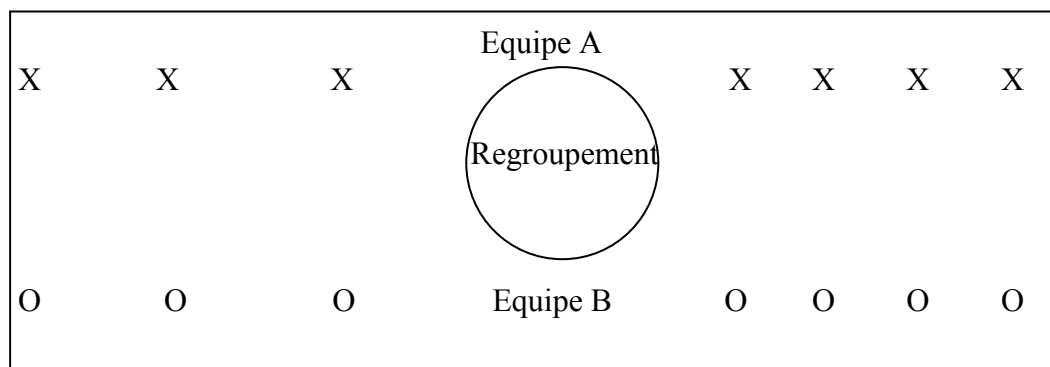 Equipe A
X X X X X X X
Regroupement
O O O Equipe B O O O O